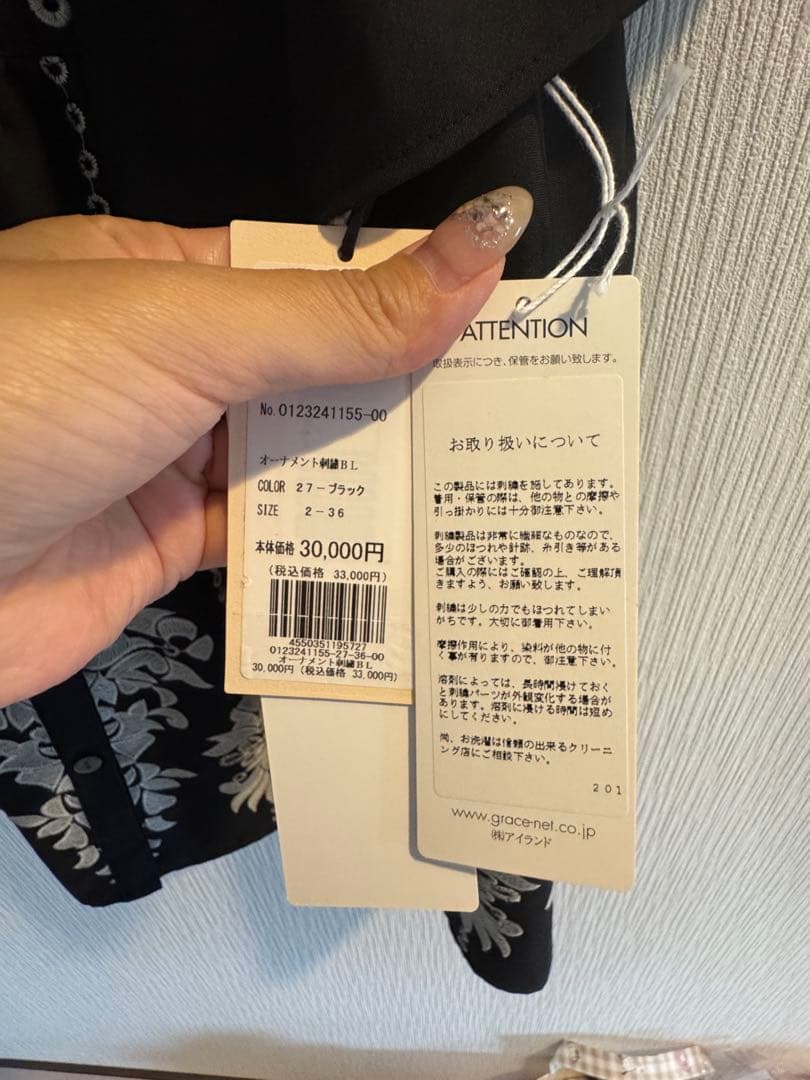 No. 0123241155-00
オーナメント刺繍BL
COLOR 27-ブラック
SIZE 2-36
本体価格 30,000円
(税込価格 33,000円)
4550351195727
0123241155-27-36-00
オーナメント刺繍BL
30,000円(税込価格 33,000円)
ATTENTION
取扱表示につき、保管をお願い致します。
お取り扱いについて
この製品には刺繍を施してあります。
着用・保管の際は、他の物との摩擦や
引っ掛かりには十分御注意下さい。
刺繍製品は非常に繊細なものなので、
多少のほつれや針跡、糸引き等がある
場合がございます。
ご購入の際にはご確認の上、ご理解頂
きますよう、お願い致します。
刺繍は少しの力でもほつれてしまい
がちです。大切に御着用下さい。
摩擦作用により、染料が他の物に付
く事が有りますので、御注意下さい。
溶剤によっては、長時間浸けておく
と刺繍パーツが外観変化する場合が
あります。溶剤に浸ける時間は短め
にしてください。
尚、お洗濯は信頼の出来るクリーニ
ング店にご相談下さい。
201
www.grace-net.co.jp
㈱アイランド